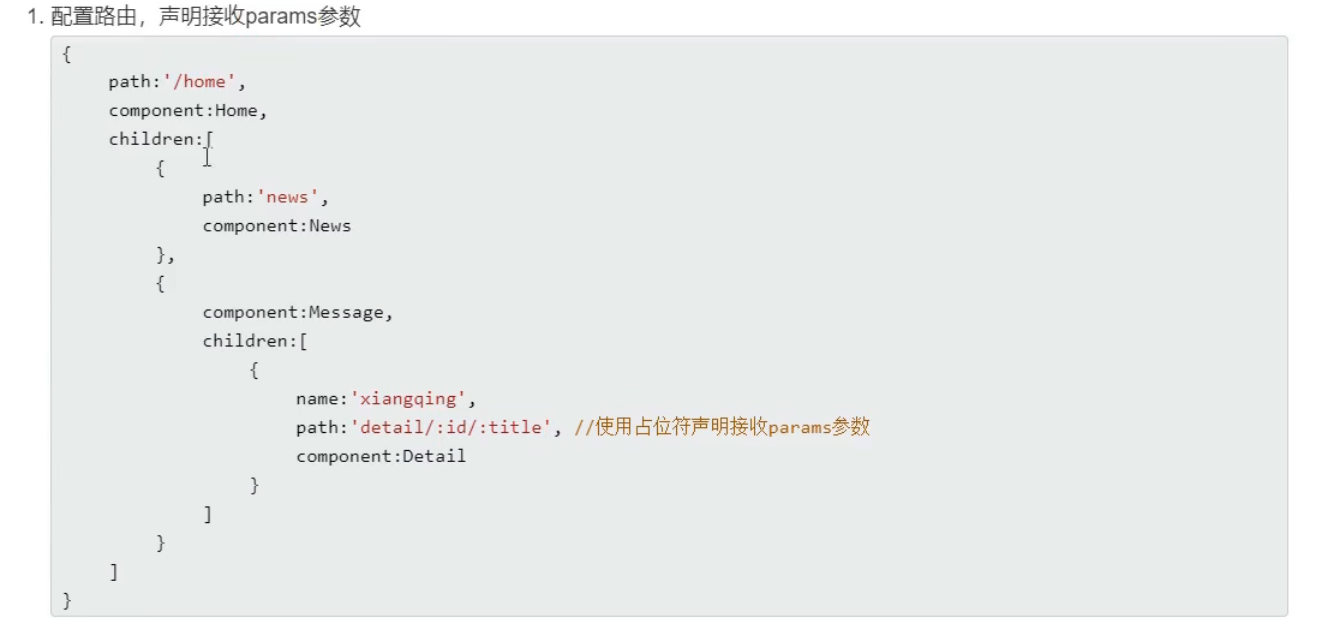 1. 配置路由，声明接收params参数
{
    path:'/home',
    component:Home,
    children:[
        {
            path:'news',
            component:News
        },
        {
            component:Message,
            children:[
                {
                    name:'xiangqing',
                    path:'detail/:id/:title', //使用占位符声明接收params参数
                    component:Detail
                }
            ]
        }
    ]
}